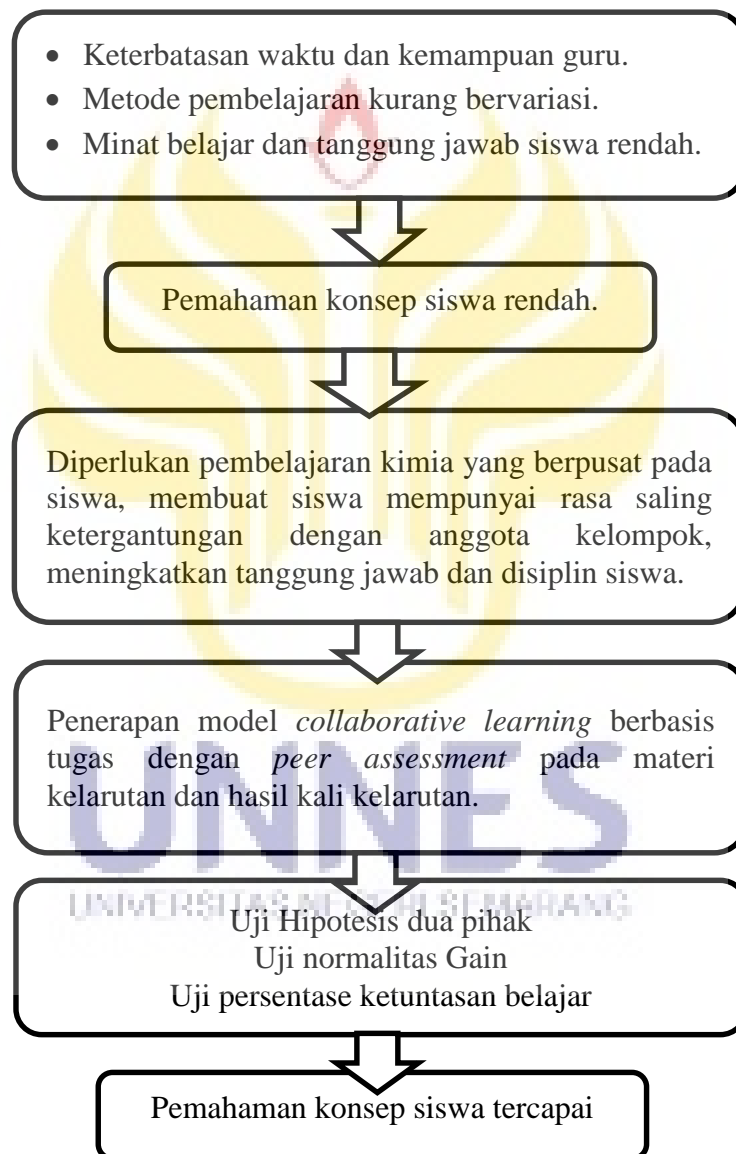 • Keterbatasan waktu dan kemampuan guru.
• Metode pembelajaran kurang bervariasi.
• Minat belajar dan tanggung jawab siswa rendah.
Pemahaman konsep siswa rendah.
Diperlukan pembelajaran kimia yang berpusat pada
siswa, membuat siswa mempunyai rasa saling
ketergantungan dengan anggota kelompok,
meningkatkan tanggung jawab dan disiplin siswa.
Penerapan model collaborative learning berbasis
tugas dengan peer assessment pada materi
kelarutan dan hasil kali kelarutan.
UNNES
UNIVERSITAS NEGERI SEMARANG
Uji Hipotesis dua pihak
Uji normalitas Gain
Uji persentase ketuntasan belajar
Pemahaman konsep siswa tercapai